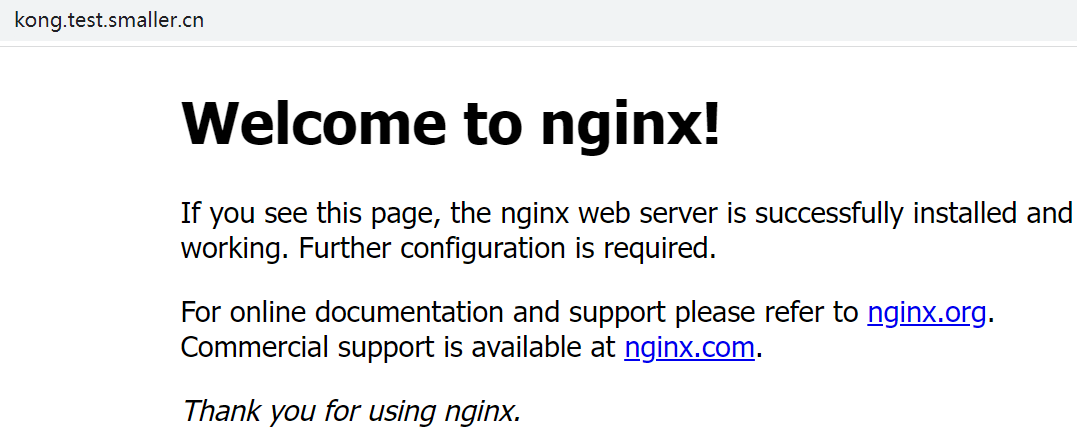 kong.test.smaller.cn
Welcome to nginx!
If you see this page, the nginx web server is successfully installed and
working. Further configuration is required.
For online documentation and support please refer to nginx.org.
Commercial support is available at nginx.com.
Thank you for using nginx.